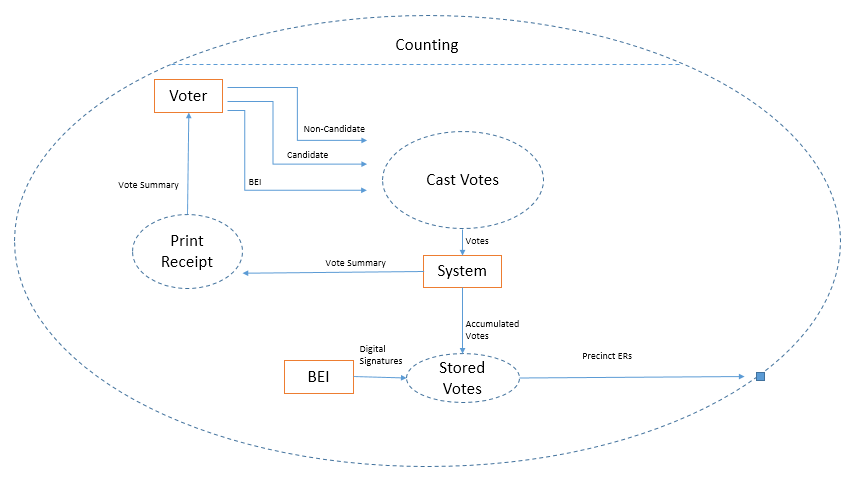 Counting
Voter
Non-Candidate
Candidate
BEI
Vote Summary
Cast Votes
Print
Receipt
Votes
Vote Summary
System
Accumulated
Votes
Digital
Signatures
Precinct ERs
BEI
Stored
Votes